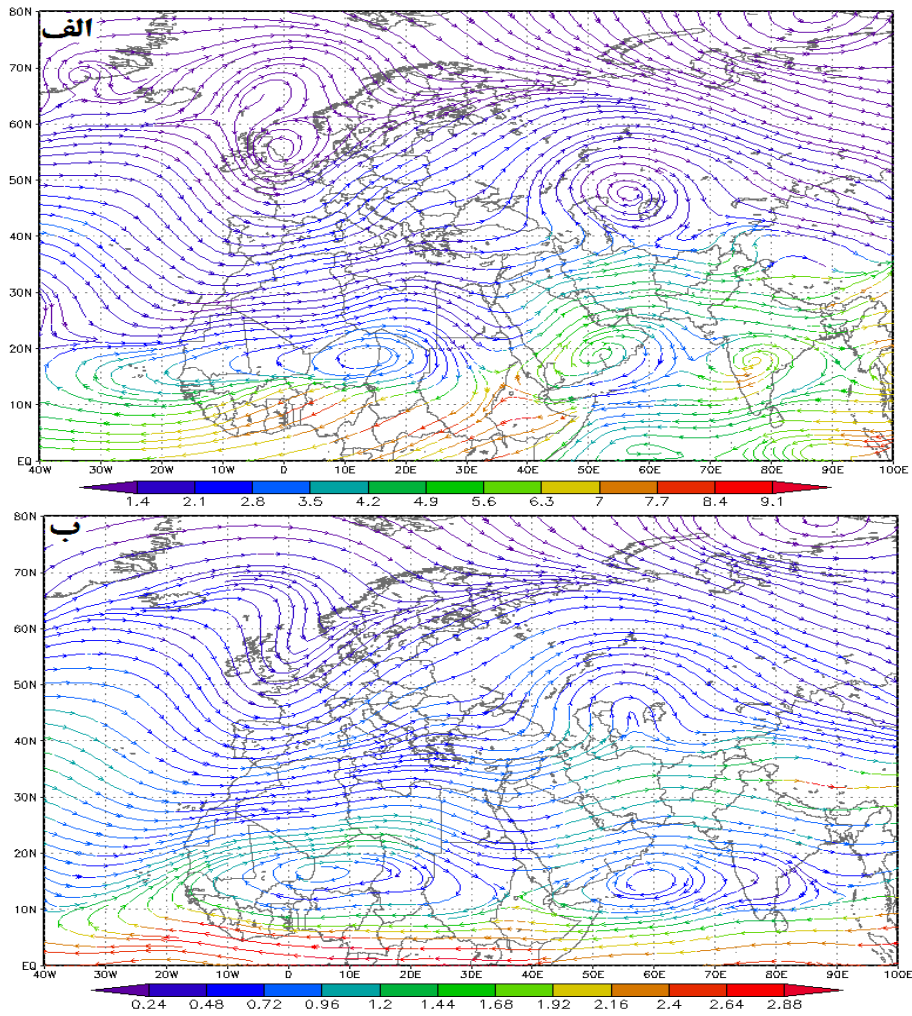 الف
80N
70N
60N
50N
40N
30N
20N
10N
EQ
40W 30W 20W 10W 0 10E 20E 30E 40E 50E 60E 70E 80E 90E 100E
1.4 2.1 2.8 3.5 4.2 4.9 5.6 6.3 7 7.7 8.4 9.1
ب
80N
70N
60N
50N
40N
30N
20N
10N
EQ
40W 30W 20W 10W 0 10E 20E 30E 40E 50E 60E 70E 80E 90E 100E
0.24 0.48 0.72 0.96 1.2 1.44 1.68 1.92 2.16 2.4 2.64 2.88